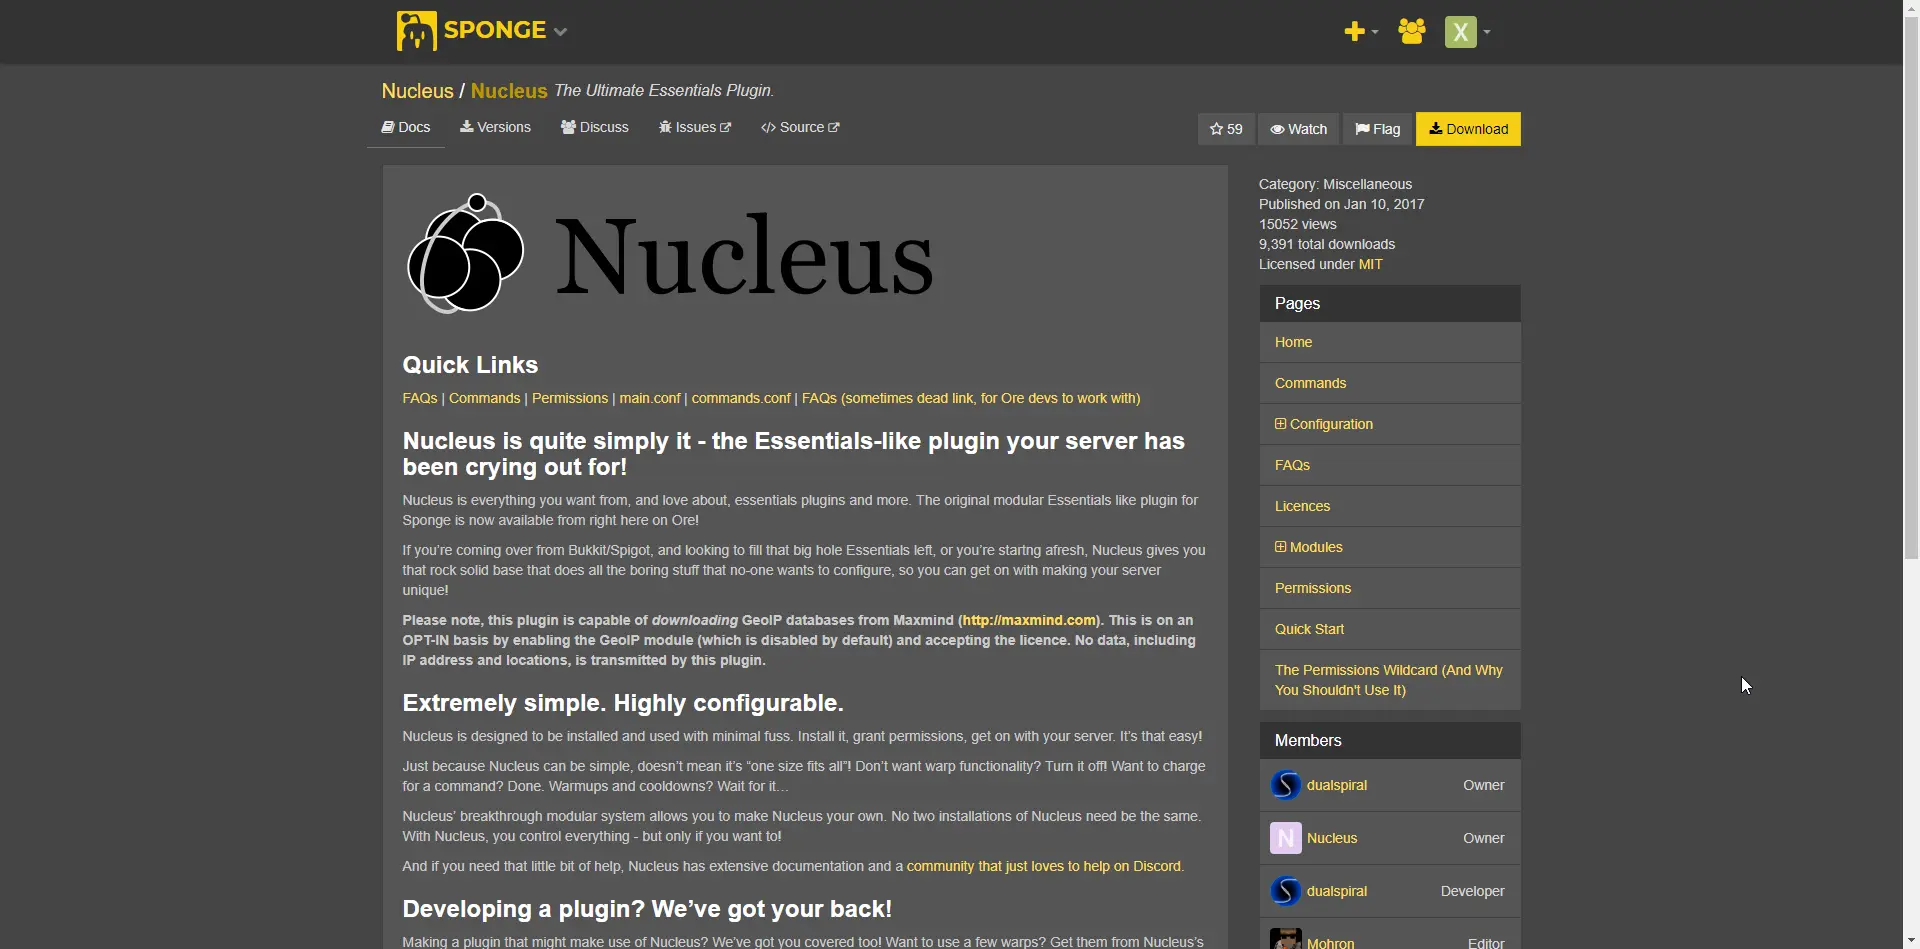 SPONGE
X
Nucleus / Nucleus The Ultimate Essentials Plugin.
Docs Versions Discuss Issues Source
59 Watch Flag Download
Nucleus
Quick Links
FAQs | Commands | Permissions | main.conf | commands.conf | FAQs (sometimes dead link, for Ore devs to work with)
Nucleus is quite simply it - the Essentials-like plugin your server has
been crying out for!
Nucleus is everything you want from, and love about, essentials plugins and more. The original modular Essentials like plugin for
Sponge is now available from right here on Ore!
If you're coming over from Bukkit/Spigot, and looking to fill that big hole Essentials left, or you're startng afresh, Nucleus gives you
that rock solid base that does all the boring stuff that no-one wants to configure, so you can get on with making your server
unique!
Please note, this plugin is capable of downloading GeoIP databases from Maxmind (http://maxmind.com). This is on an
OPT-IN basis by enabling the GeoIP module (which is disabled by default) and accepting the licence. No data, including
IP address and locations, is transmitted by this plugin.
Extremely simple. Highly configurable.
Nucleus is designed to be installed and used with minimal fuss. Install it, grant permissions, get on with your server. It's that easy!
Just because Nucleus can be simple, doesn't mean it's “one size fits all”! Don't want warp functionality? Turn it off! Want to charge
for a command? Done. Warmups and cooldowns? Wait for it…
Nucleus' breakthrough modular system allows you to make Nucleus your own. No two installations of Nucleus need be the same.
With Nucleus, you control everything - but only if you want to!
And if you need that little bit of help, Nucleus has extensive documentation and a community that just loves to help on Discord.
Developing a plugin? We've got your back!
Making a plugin that might make use of Nucleus? We've got you covered too! Want to use a few warps? Get them from Nucleus's
Category: Miscellaneous
Published on Jan 10, 2017
15052 views
9,391 total downloads
Licensed under MIT
Pages
Home
Commands
Configuration
FAQs
Licences
Modules
Permissions
Quick Start
The Permissions Wildcard (And Why
You Shouldn't Use It)
Members
dualspiral Owner
N Nucleus Owner
dualspiral Developer
Mohron Editor